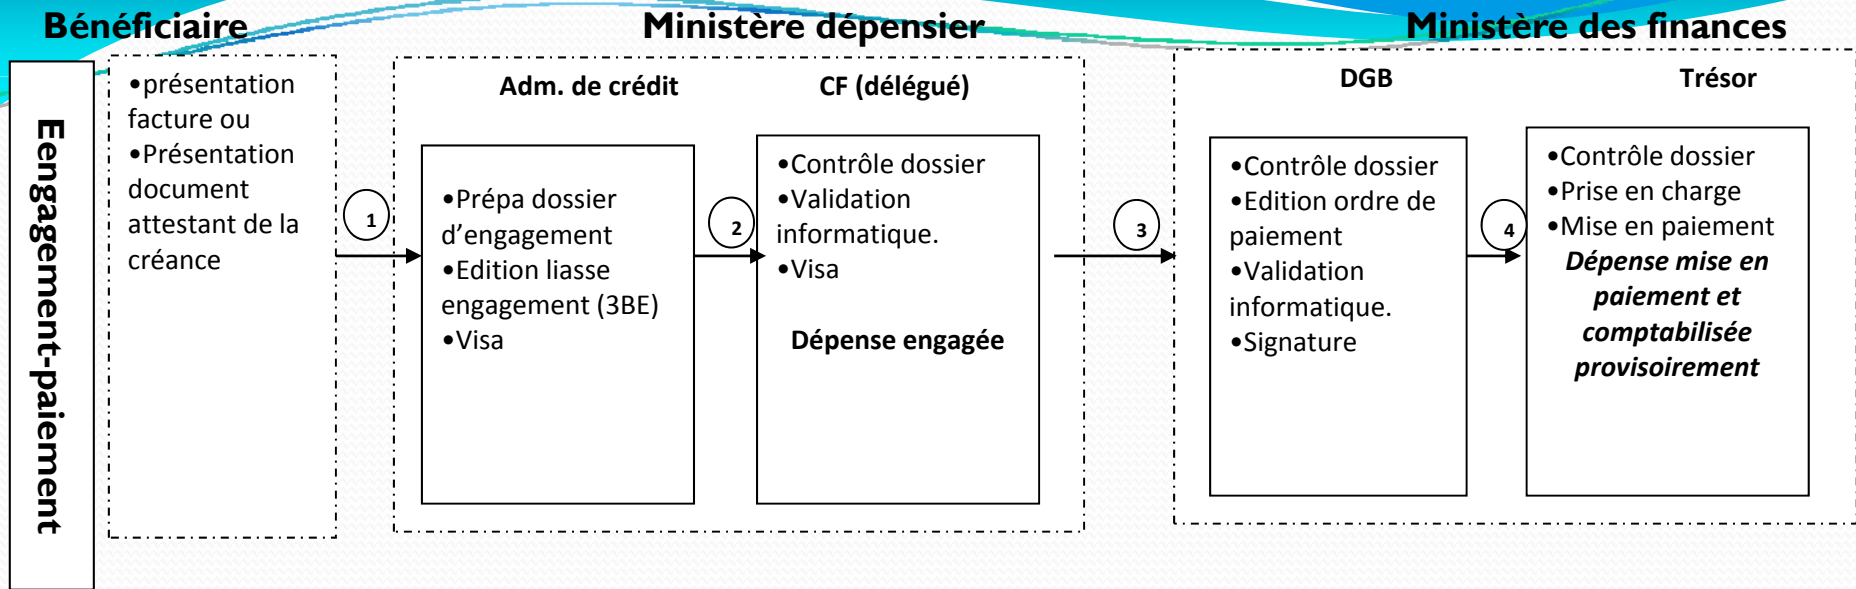 Bénéficiaire
Ministère dépensier
Ministère des finances
Eengagement-paiement
•présentation
facture ou
•Présentation
document
attestant de la
créance
1
Adm. de crédit
•Prépa dossier
d’engagement
•Edition liasse
engagement (3BE)
•Visa
2
CF (délégué)
•Contrôle dossier
•Validation
informatique.
•Visa
Dépense engagée
3
DGB
•Contrôle dossier
•Edition ordre de
paiement
•Validation
informatique.
•Signature
4
Trésor
•Contrôle dossier
•Prise en charge
•Mise en paiement
Dépense mise en
paiement et
comptabilisée
provisoirement